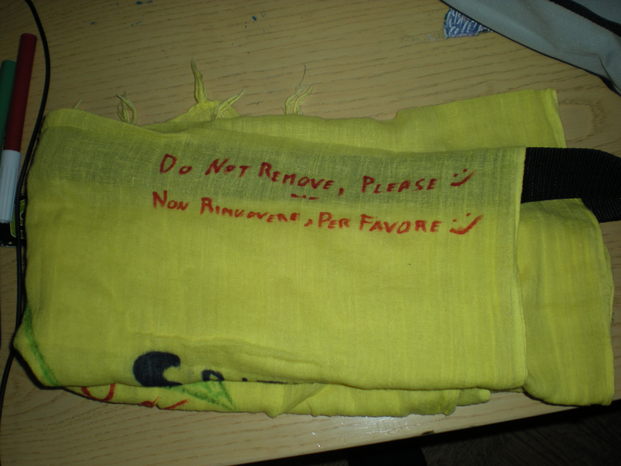 DO NOT REMOVE, PLEASE :)
NON RIMUOVERE, PER FAVORE :)